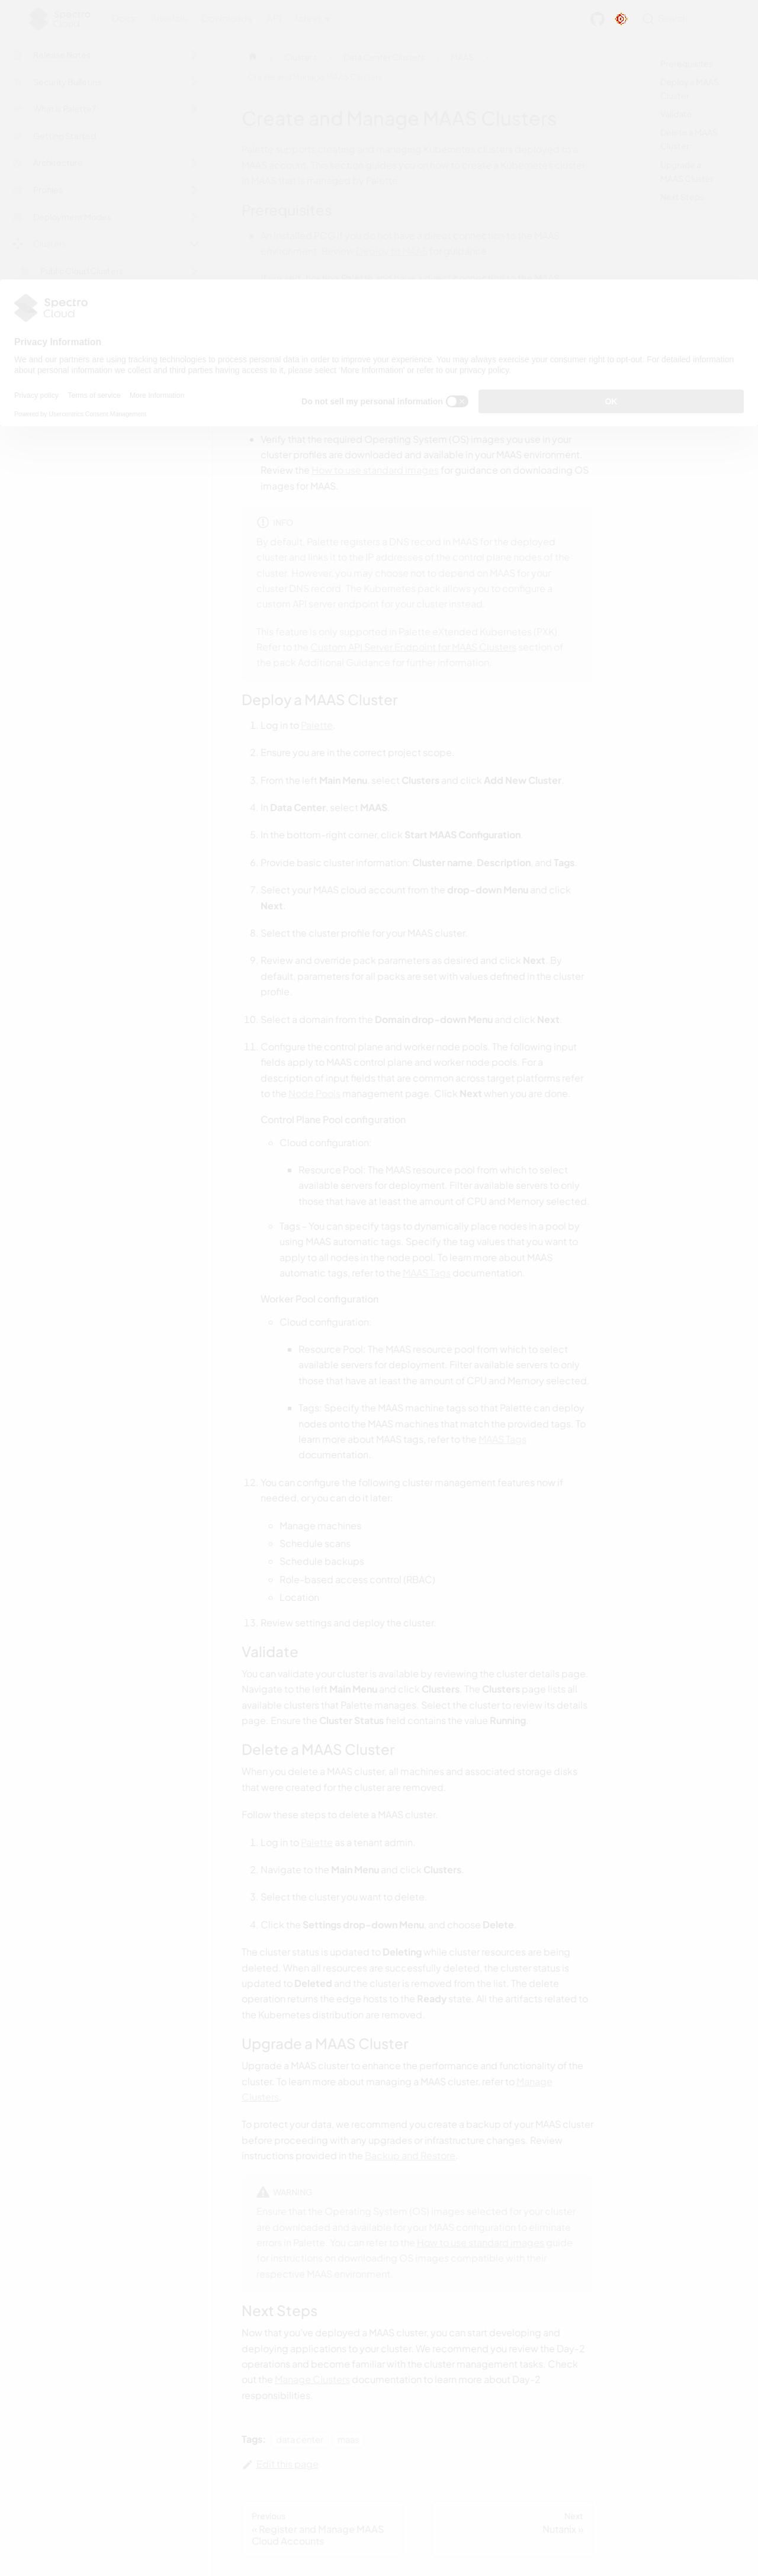 Create and Manage MAAS Clusters
Prerequisites
Spectro
Cloud
Privacy Information
We and our partners are using tracking technologies to process personal data in order to improve your experience. You may always exercise your consumer right to opt-out. For detailed information
about personal information we collect and third parties having access to it, please select 'More Information' or refer to our privacy policy.
Privacy policy Terms of service More Information
Do not sell my personal information
OK
Powered by Usercentrics Consent Management
Verify that the required Operating System (OS) images you use in your
cluster profiles are downloaded and available in your MAAS environment.
Review the How to use standard images for guidance on downloading OS
images for MAAS.
INFO
By default, Palette registers a DNS record in MAAS for the deployed
cluster and links it to the IP addresses of the control plane nodes of the
cluster. However, you may choose not to depend on MAAS for your
cluster DNS record. The Kubernetes pack allows you to configure a
custom API server endpoint for your cluster instead.
This feature is only supported in Palette eXtended Kubernetes (PXK).
Refer to the Custom API Server Endpoint for MAAS Clusters section of
the pack Additional Guidance for further information.
Deploy a MAAS Cluster
1. Log in to Palette.
2. Ensure you are in the correct project scope.
3. From the left Main Menu, select Clusters and click Add New Cluster.
4. In Data Center, select MAAS.
5. In the bottom-right corner, click Start MAAS Configuration.
6. Provide basic cluster information: Cluster name, Description, and Tags.
7. Select your MAAS cloud account from the drop-down Menu and click
Next.
8. Select the cluster profile for your MAAS cluster.
9. Review and override pack parameters as desired and click Next. By
default, parameters for all packs are set with values defined in the cluster
profile.
10. Select a domain from the Domain drop-down Menu and click Next.
11. Configure the control plane and worker node pools. The following input
fields apply to MAAS control plane and worker node pools. For a
description of input fields that are common across target platforms refer
to the Node Pools management page. Click Next when you are done.
Control Plane Pool configuration
Cloud configuration:
Resource Pool: The MAAS resource pool from which to select
available servers for deployment. Filter available servers to only
those that have at least the amount of CPU and Memory selected.
Tags - You can specify tags to dynamically place nodes in a pool by
using MAAS automatic tags. Specify the tag values that you want to
apply to all nodes in the node pool. To learn more about MAAS
automatic tags, refer to the MAAS Tags documentation.
Worker Pool configuration
Cloud configuration:
Resource Pool: The MAAS resource pool from which to select
available servers for deployment. Filter available servers to only
those that have at least the amount of CPU and Memory selected.
Tags: Specify the MAAS machine tags so that Palette can deploy
nodes onto the MAAS machines that match the provided tags. To
learn more about MAAS tags, refer to the MAAS Tags
documentation.
12. You can configure the following cluster management features now if
needed, or you can do it later:
Manage machines
Schedule scans
Schedule backups
Role-based access control (RBAC)
Location
13. Review settings and deploy the cluster.
Validate
You can validate your cluster is available by reviewing the cluster details page.
Navigate to the left Main Menu and click Clusters. The Clusters page lists all
available clusters that Palette manages. Select the cluster to review its details
page. Ensure the Cluster Status field contains the value Running.
Delete a MAAS Cluster
When you delete a MAAS cluster, all machines and associated storage disks
that were created for the cluster are removed.
Follow these steps to delete a MAAS cluster.
1. Log in to Palette as a tenant admin.
2. Navigate to the Main Menu and click Clusters.
3. Select the cluster you want to delete.
4. Click the Settings drop-down Menu, and choose Delete.
The cluster status is updated to Deleting while cluster resources are being
deleted. When all resources are successfully deleted, the cluster status is
updated to Deleted and the cluster is removed from the list. The delete
operation returns the edge hosts to the Ready state. All the artifacts related to
the Kubernetes distribution are removed.
Upgrade a MAAS Cluster
Upgrade a MAAS cluster to enhance the performance and functionality of the
cluster. To learn more about managing a MAAS cluster, refer to Manage
Clusters.
To protect your data, we recommend you create a backup of your MAAS cluster
before proceeding with any upgrades or infrastructure changes. Review
instructions provided in the Backup and Restore.
WARNING
Ensure that the Operating System (OS) images selected for your cluster
are downloaded and available for your MAAS configuration to eliminate
errors in Palette. You can refer to the How to use standard images guide
for instructions on downloading OS images compatible with their
respective MAAS environment.
Next Steps
Now that you've deployed a MAAS cluster, you can start developing and
deploying applications to your cluster. We recommend you review the Day-2
operations and become familiar with the cluster management tasks. Check
out the Manage Clusters documentation to learn more about Day-2
responsibilities.
Tags: data center maas
Edit this page
Previous
« Register and Manage MAAS
Cloud Accounts
Next
Nutanix »